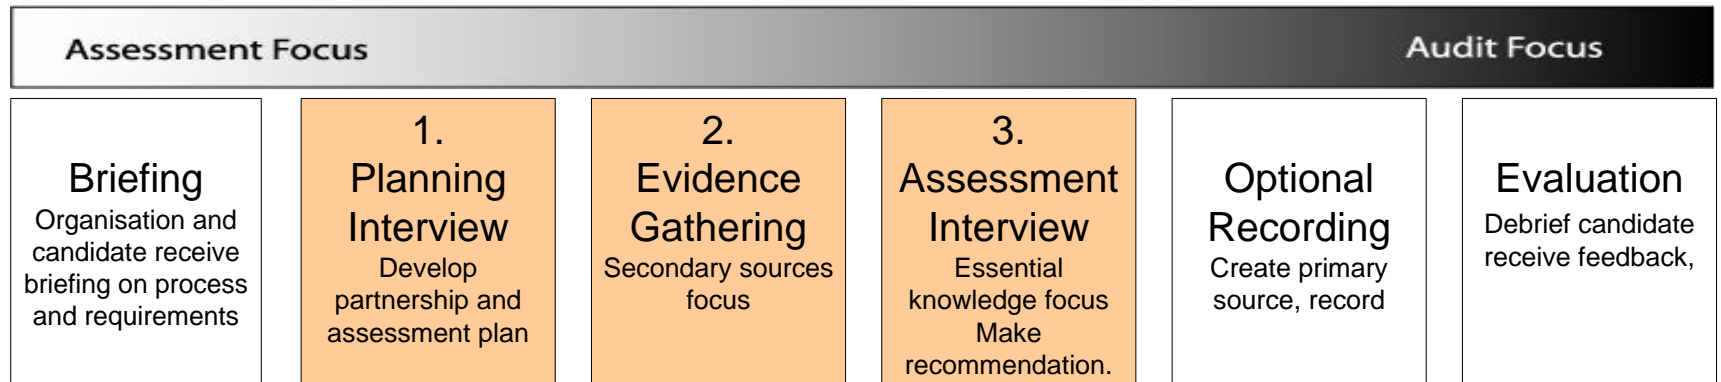 Assessment Focus
Audit Focus
Briefing
Organisation and
candidate receive
briefing on process
and requirements
1.
Planning
Interview
Develop
partnership and
assessment plan
2.
Evidence
Gathering
Secondary sources
focus
3.
Assessment
Interview
Essential
knowledge focus
Make
recommendation.
Optional
Recording
Create primary
source, record
Evaluation
Debrief candidate
receive feedback,